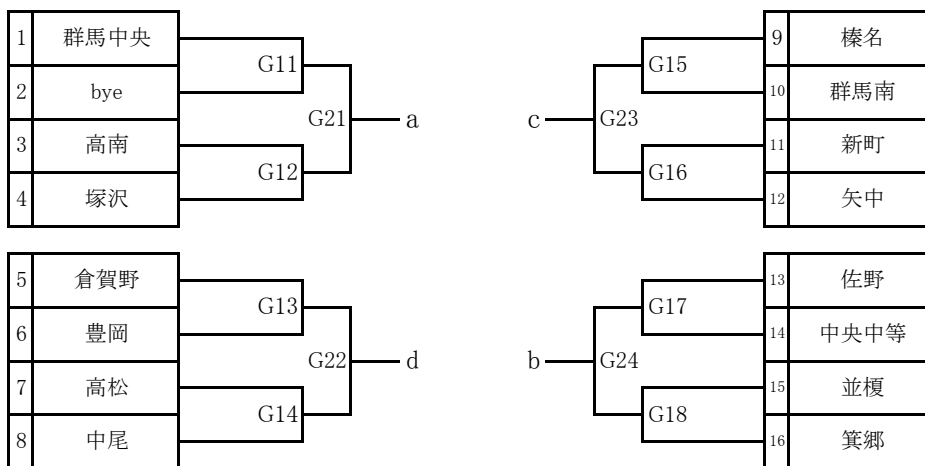 1 群馬中央
G11
2 bye
G21 a
3 高南
G12
4 塚沢
5 倉賀野
G13
6 豊岡
G22 d
7 高松
G14
8 中尾
9 榛名
G15
10 群馬南
c G23
11 新町
G16
12 矢中
13 佐野
G17
14 中央中等
b G24
15 並榎
G18
16 箕郷